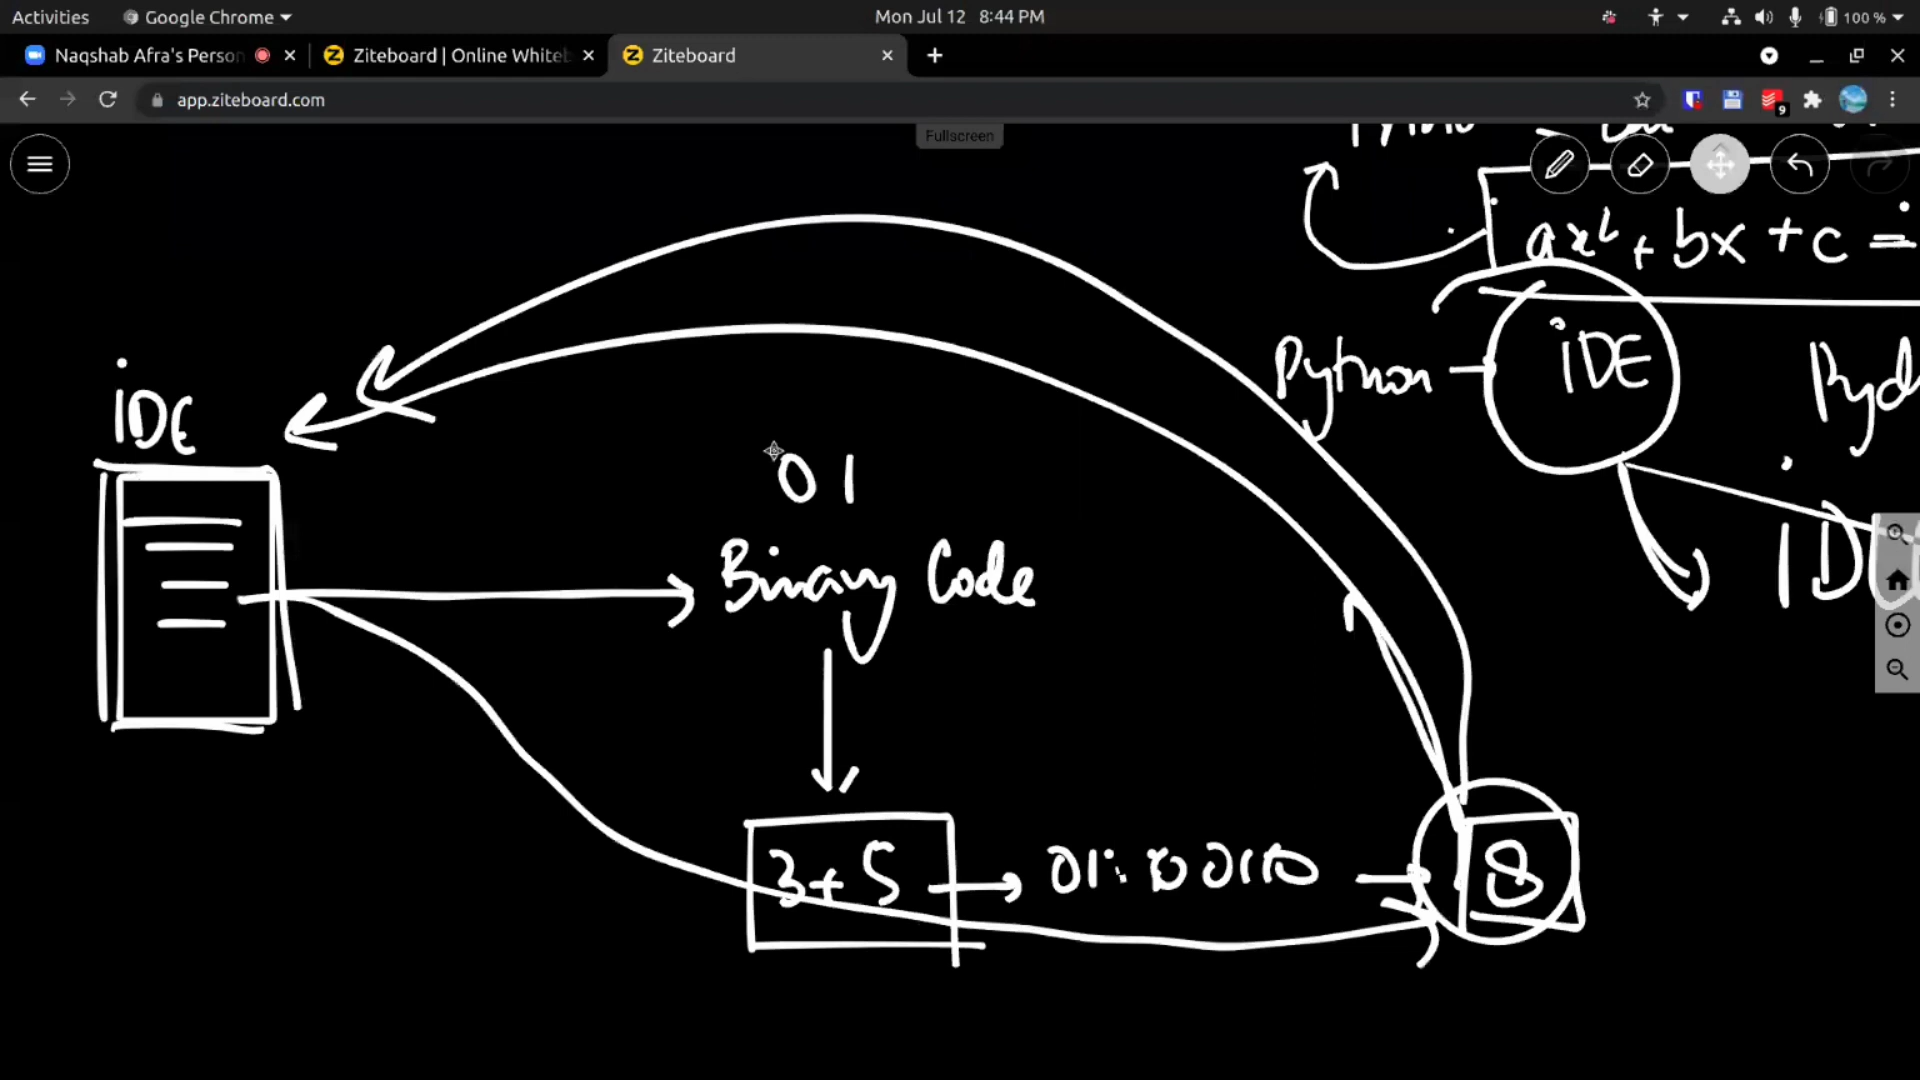 Activities Google Chrome Mon Jul 12 8:44 PM 100 %
Naqshab Afra's Person Ziteboard | Online Whiteb Ziteboard
app.ziteboard.com 9
Fullscreen
ax² + bx + c =
Python iDE
iDE
0 1
Binary Code
3+5 8